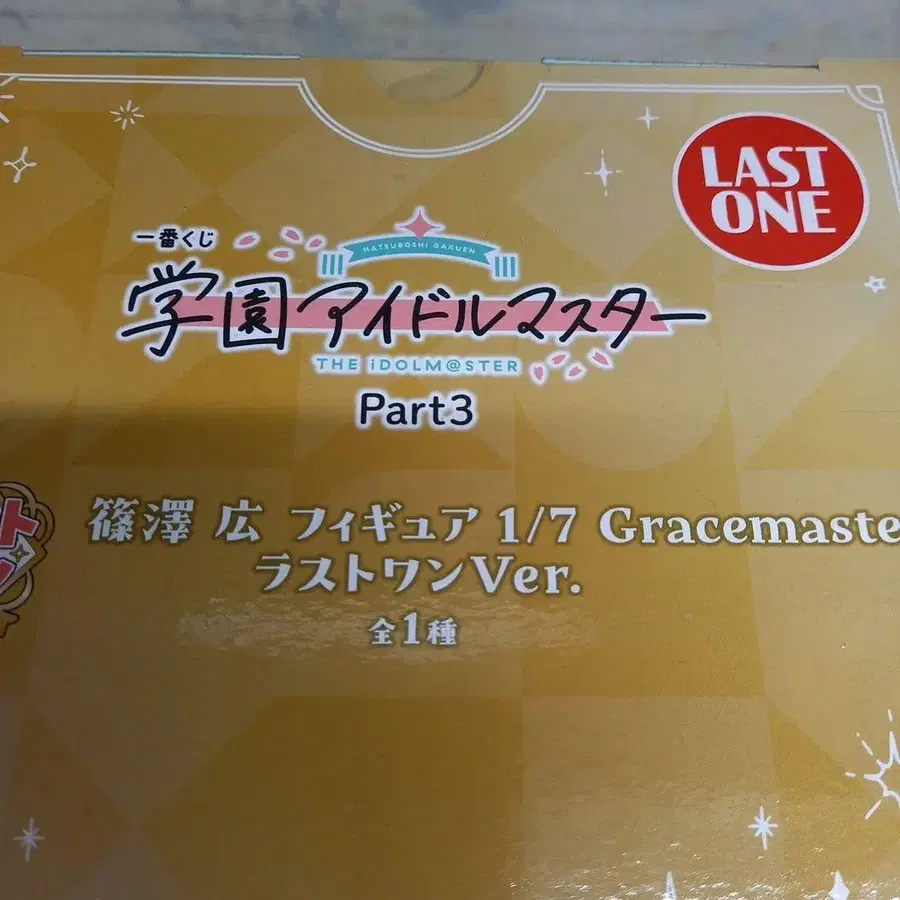 LAST
ONE
一番くじ
HATSUBOSHI GAKUEN
学園アイドルマスター
THE iDOLM@STER
Part3
篠澤 広 フィギュア 1/7 Gracemaste
ラストワンVer.
全1種